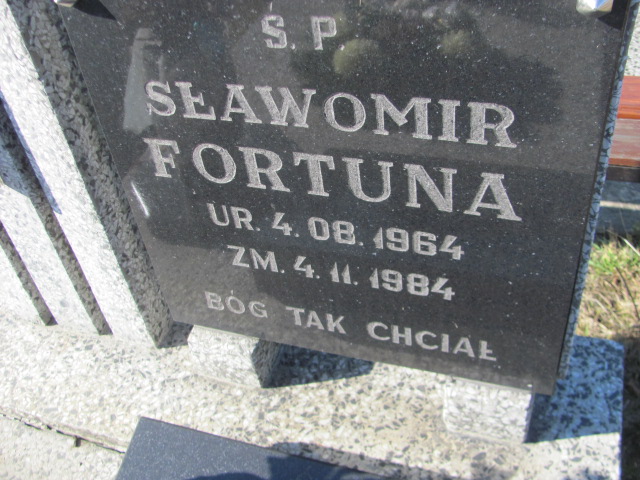 Ś.P
SŁAWOMIR
FORTUNA
UR. 4. 08. 1964
ZM. 4. 11. 1984
BÓG TAK CHCIAŁ